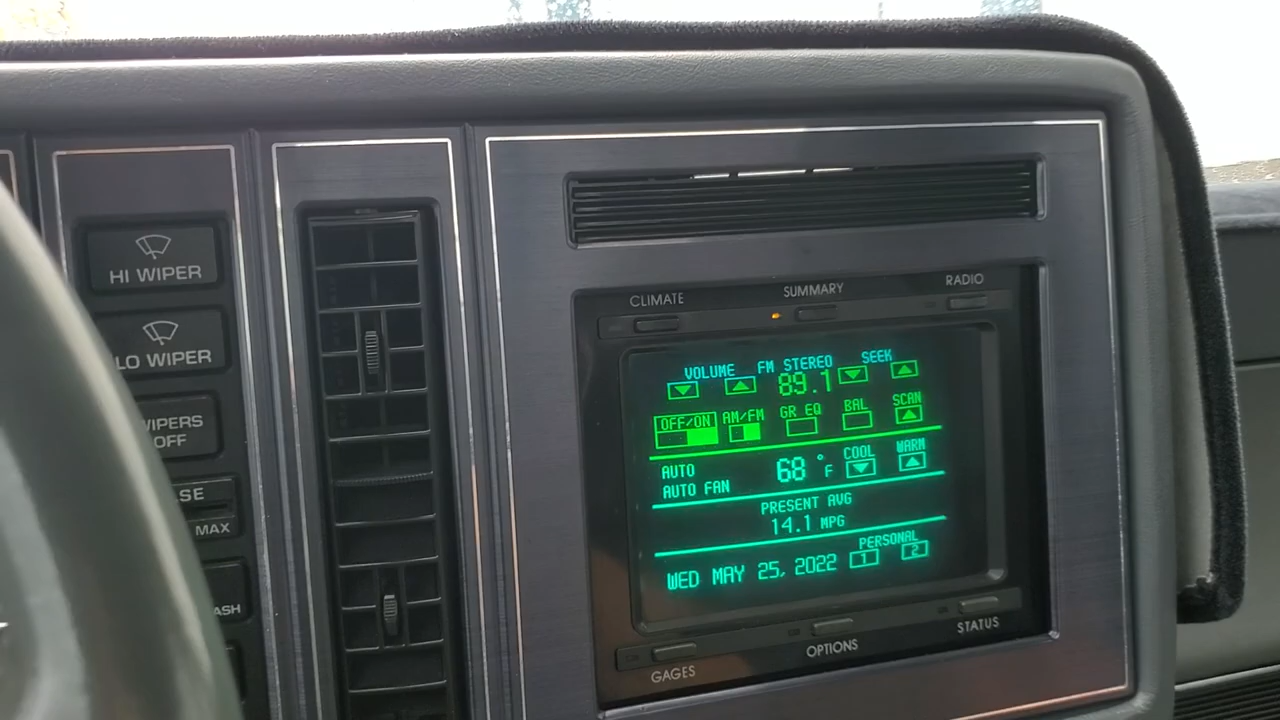 HI WIPER
LO WIPER
WIPERS
OFF
MAX
CLIMATE
SUMMARY
RADIO
VOLUME FM STEREO SEEK
89.1
OFF/ON AM/FM GR EQ BAL SCAN
AUTO
AUTO FAN
68 °F
COOL WARM
PRESENT AVG
14.1 MPG
PERSONAL
WED MAY 25, 2022 1 2
GAGES
OPTIONS
STATUS